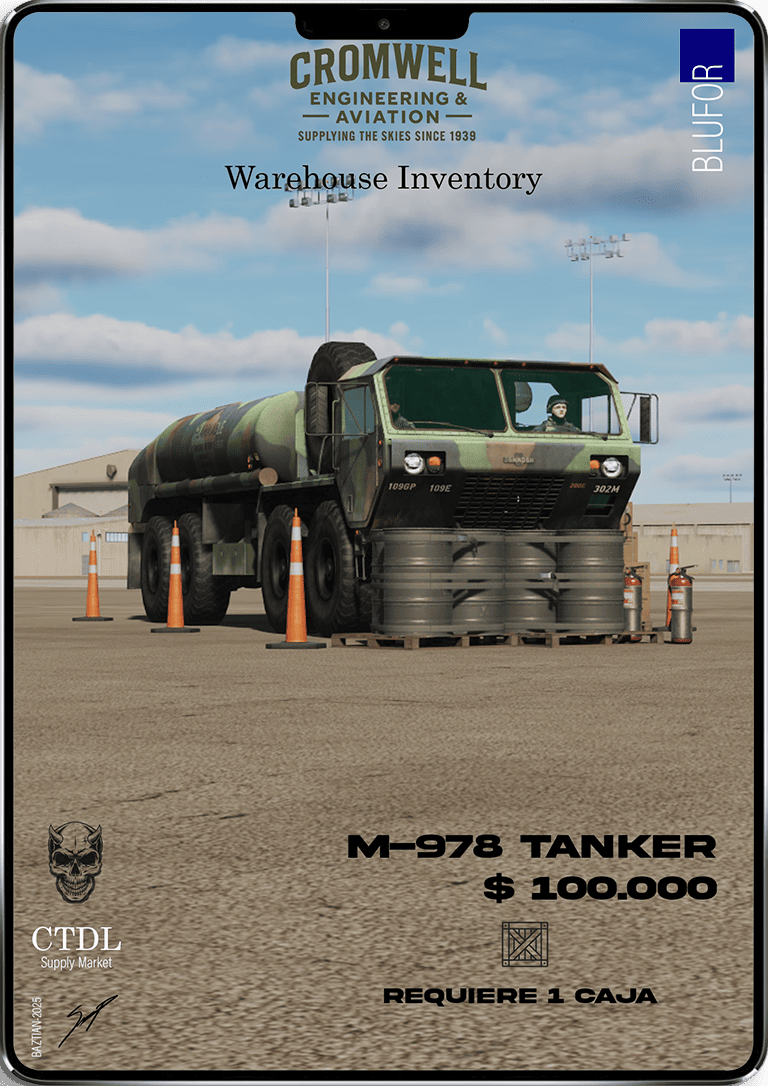 CROMWELL
ENGINEERING &
AVIATION
SUPPLYING THE SKIES SINCE 1939
BLUFOR
Warehouse Inventory
OSHKOSH
109GP 109E 302M
M-978 TANKER
$ 100.000
CTDL
Supply Market
REQUIERE 1 CAJA
BAZTIAN-2025